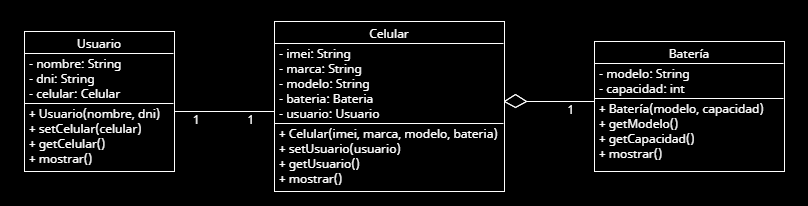 Usuario
- nombre: String
- dni: String
- celular: Celular
+ Usuario(nombre, dni)
+ setCelular(celular)
+ getCelular()
+ mostrar()
1
1
Celular
- imei: String
- marca: String
- modelo: String
- bateria: Bateria
- usuario: Usuario
+ Celular(imei, marca, modelo, bateria)
+ setUsuario(usuario)
+ getUsuario()
+ mostrar()
1
Batería
- modelo: String
- capacidad: int
+ Batería(modelo, capacidad)
+ getModelo()
+ getCapacidad()
+ mostrar()